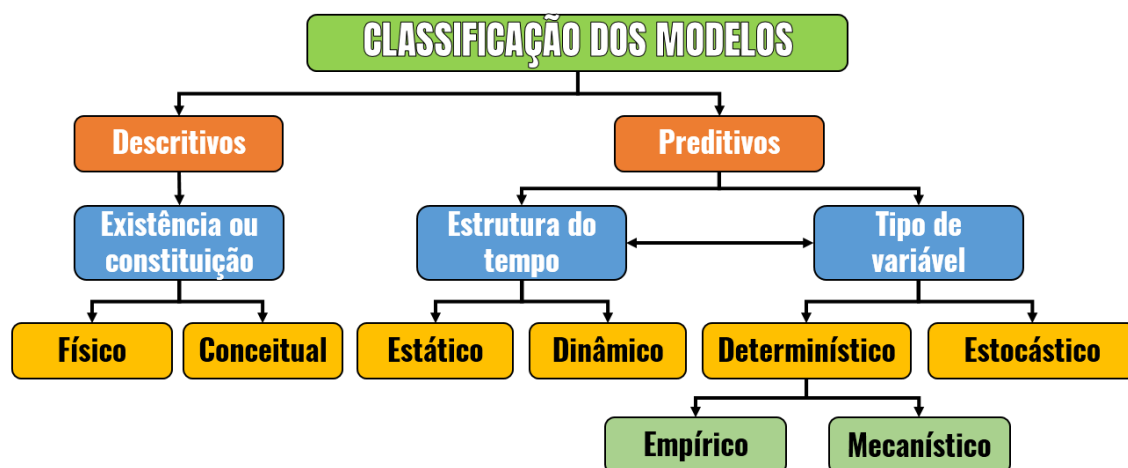 CLASSIFICAÇÃO DOS MODELOS
Descritivos
Preditivos
Existência ou
constituição
Estrutura do
tempo
Tipo de
variável
Físico
Conceitual
Estático
Dinâmico
Determinístico
Estocástico
Empírico
Mecanístico